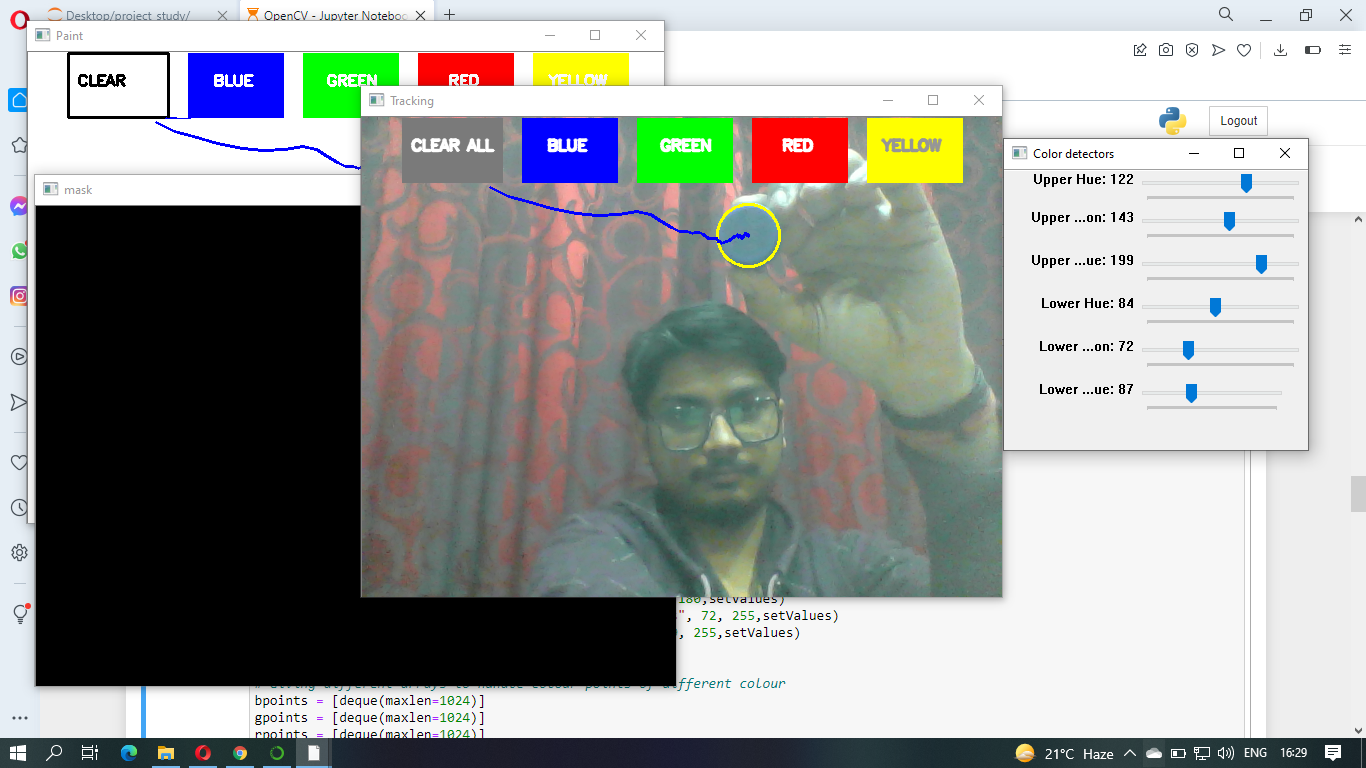 Desktop/project_study/
OpenCV - Jupyter Noteboo
Paint
CLEAR
BLUE
GREEN
RED
YELLOW
Tracking
CLEAR ALL
BLUE
GREEN
RED
YELLOW
Logout
Color detectors
Upper Hue: 122
Upper ...on: 143
Upper ...ue: 199
Lower Hue: 84
Lower ...on: 72
Lower ...ue: 87
mask
180,setValues)
", 72, 255,setValues)
, 255,setValues)
different colour
bpoints = [deque(maxlen=1024)]
gpoints = [deque(maxlen=1024)]
rpoints = [deque(maxlen=1024)]
21°C Haze
ENG
16:29